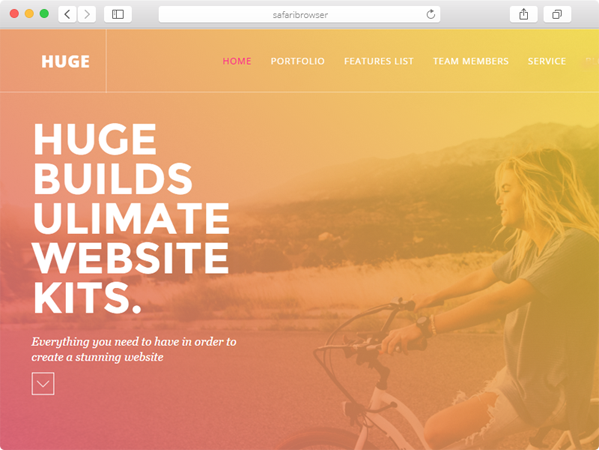 safaribrowser
HUGE
HOME PORTFOLIO FEATURES LIST TEAM MEMBERS SERVICE
HUGE
BUILDS
ULIMATE
WEBSITE
KITS.
Everything you need to have in order to
create a stunning website